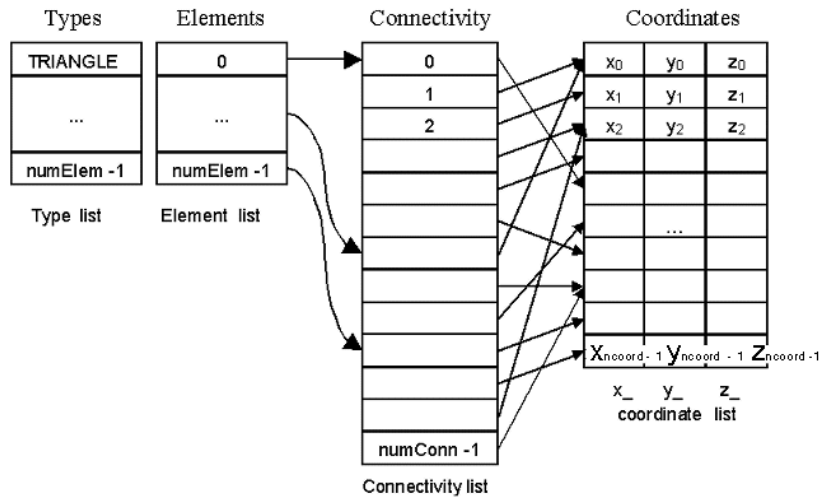 Types Elements Connectivity Coordinates
TRIANGLE 0 0 x0 y0 z0
1 x1 y1 z1
... ... 2 x2 y2 z2
numElem -1 numElem -1
Type list Element list
...
xncoord - 1 yncoord - 1 zncoord -1
x_ y_ z_
coordinate list
numConn -1
Connectivity list